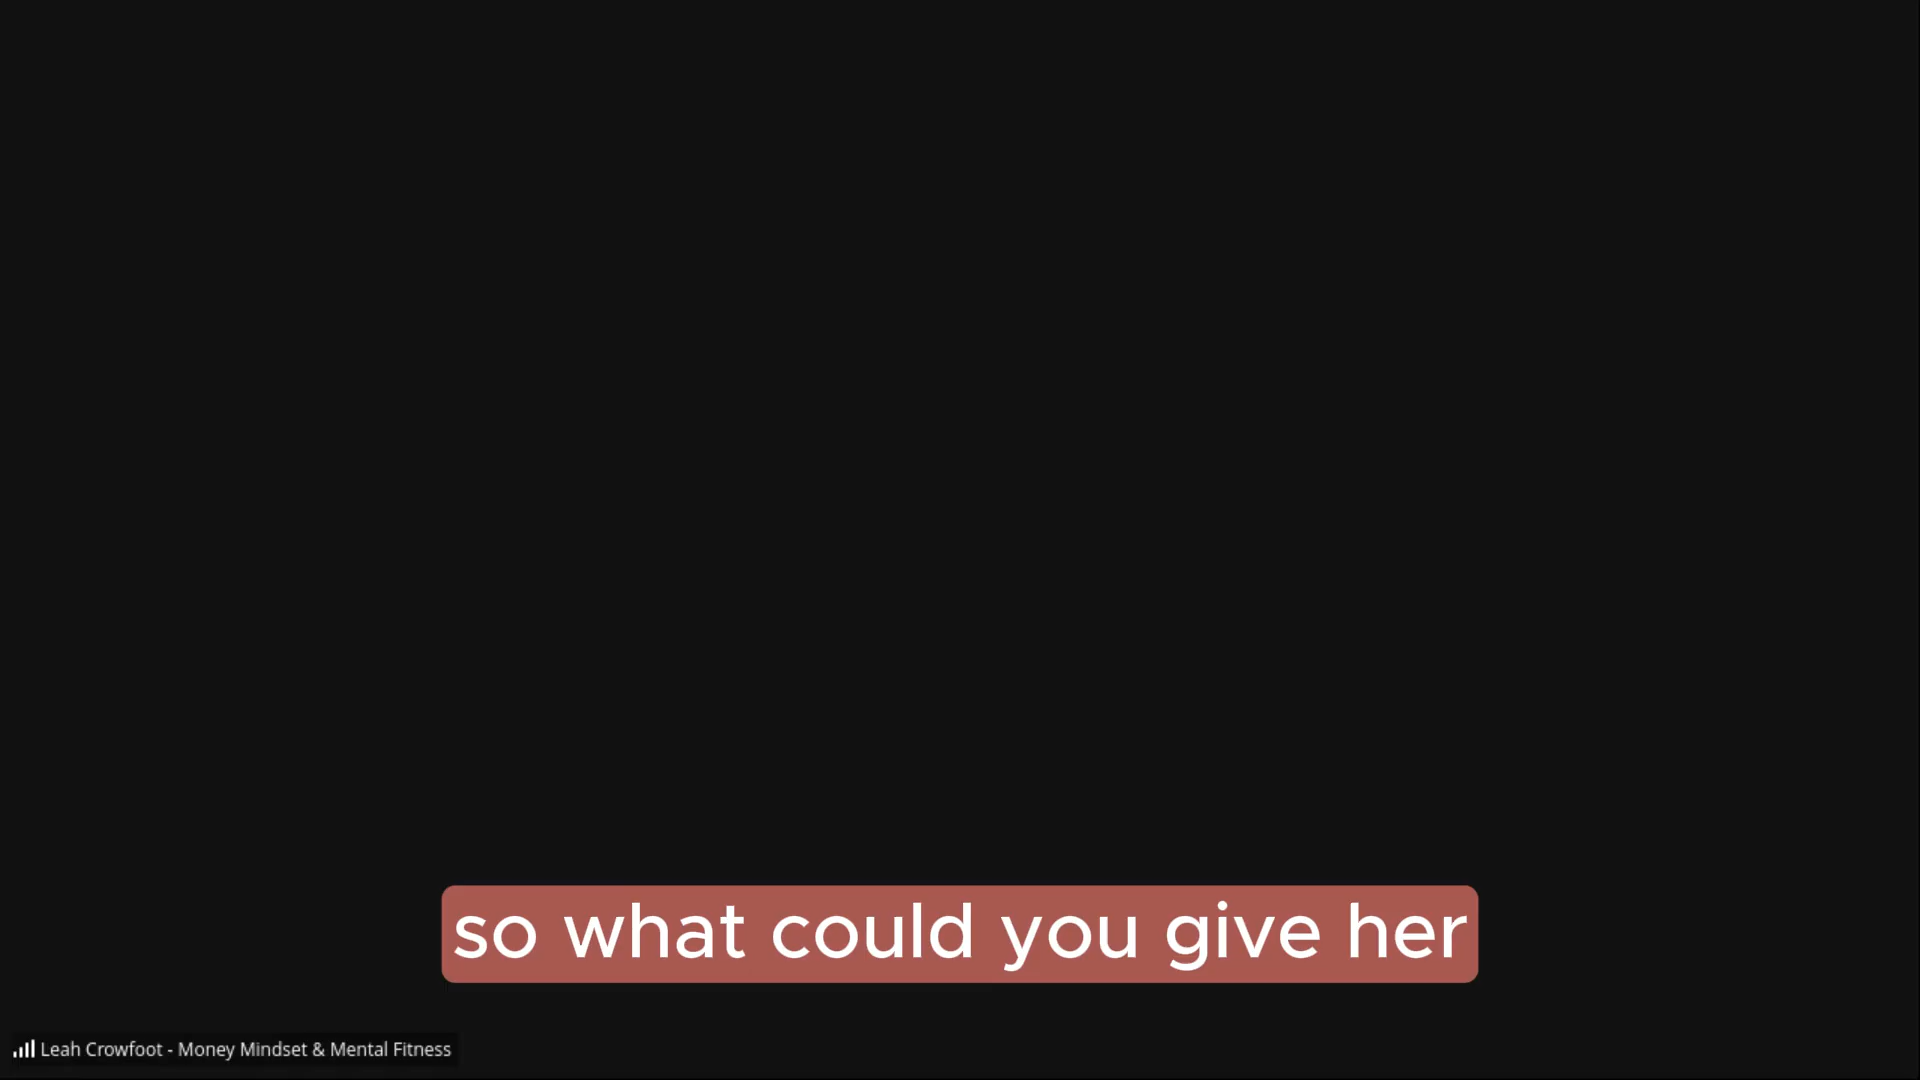 so what could you give her
Leah Crowfoot - Money Mindset & Mental Fitness